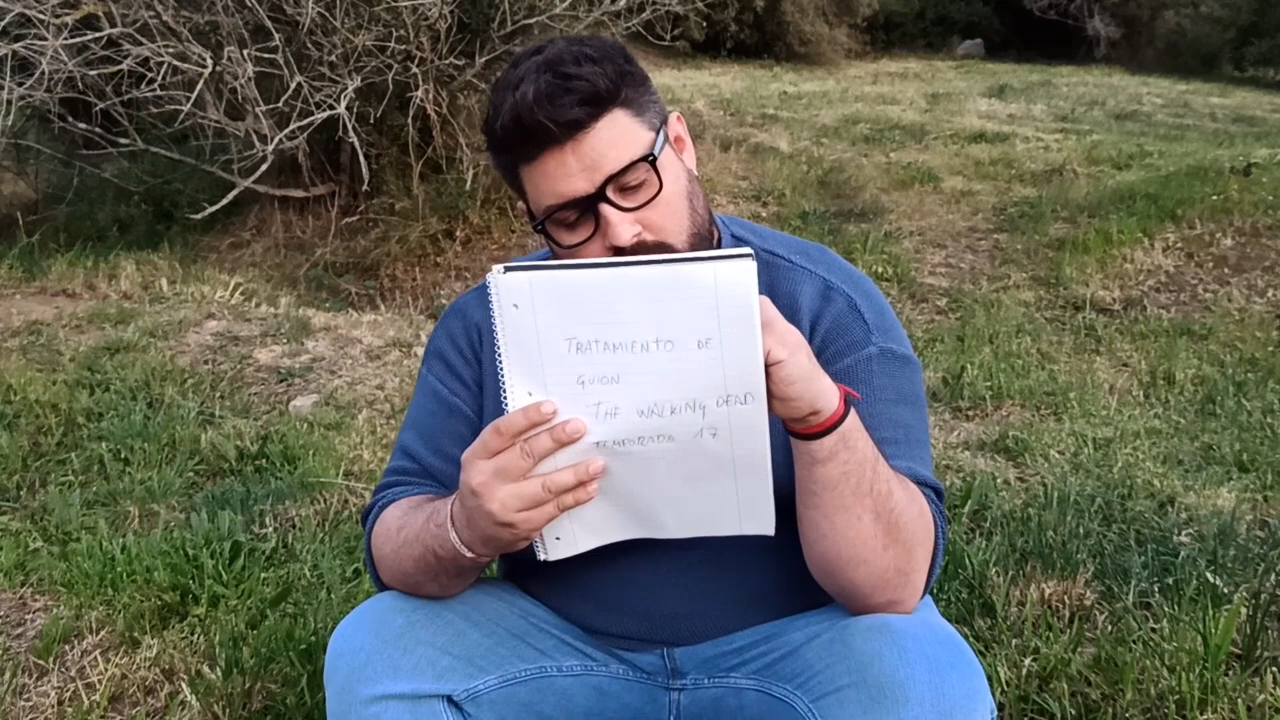 TRATAMIENTO DE
GUION
THE WALKING DEAD
TEMPORADA 17